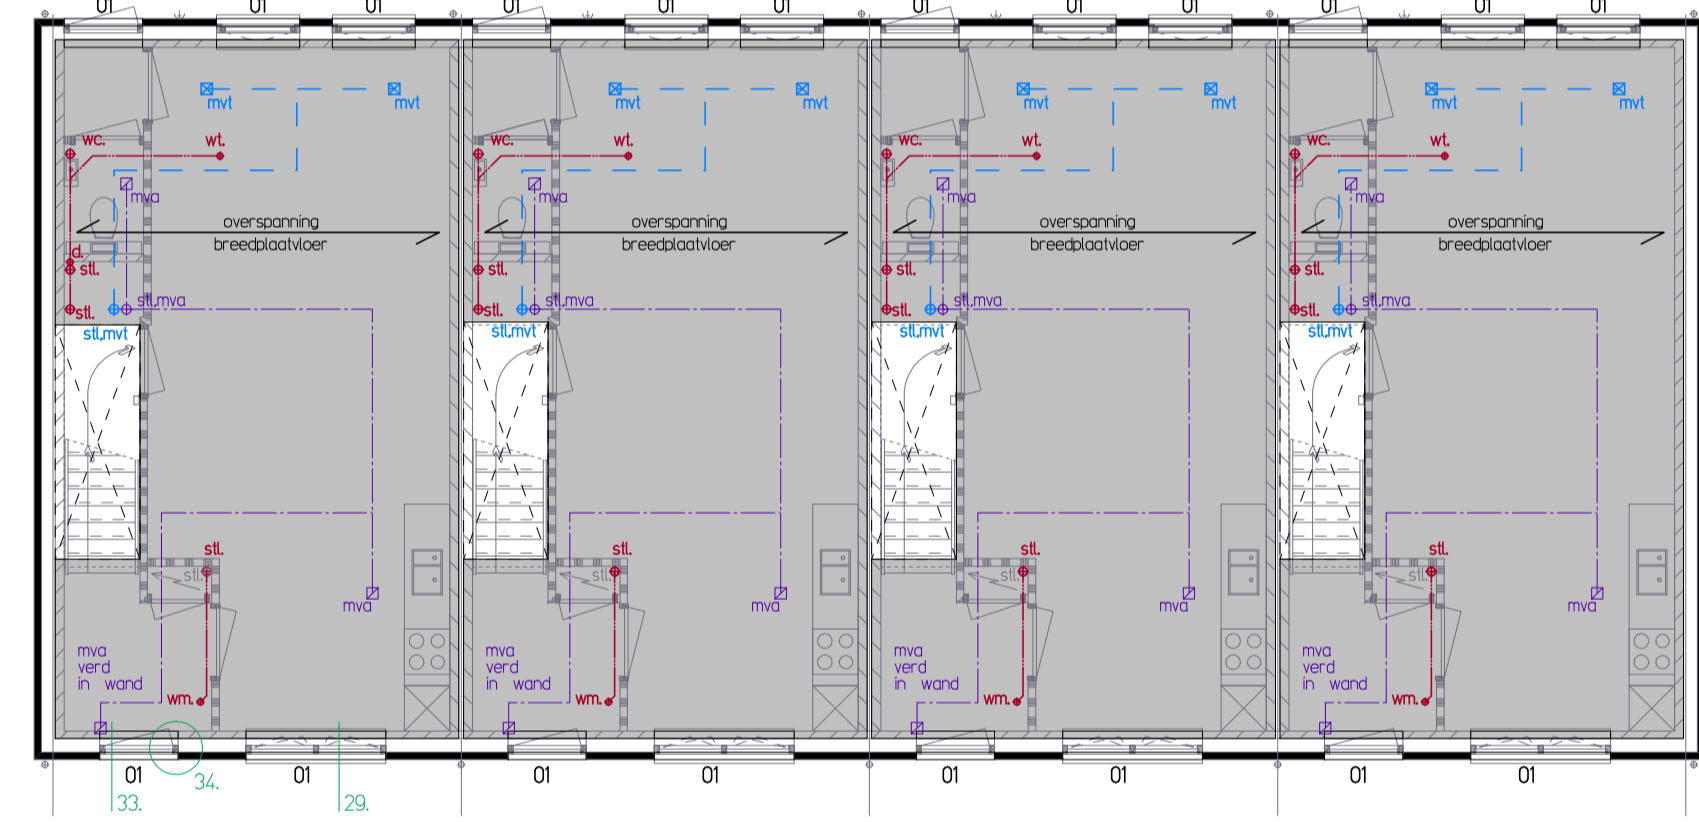 01 01 01 01 01 01 01 01 01 01 01 01
mvt mvt mvt mvt mvt mvt mvt mvt
wc. wt. wc. wt. wc. wt. wc. wt.
mva mva mva mva
overspanning overspanning overspanning overspanning
breedplaatvloer breedplaatvloer breedplaatvloer breedplaatvloer
d.
stl. stl. stl. stl.
stl. stl.mva stl. stl.mva stl. stl.mva stl. stl.mva
stl.mvt stl.mvt stl.mvt stl.mvt
stl. stl. stl. stl.
stl. stl. stl. stl.
mva mva mva mva
mva mva mva mva
verd verd verd verd
in wand in wand in wand in wand
wm. wm. wm. wm.
01 01 01 01 01 01 01 01
34.
33. 29.